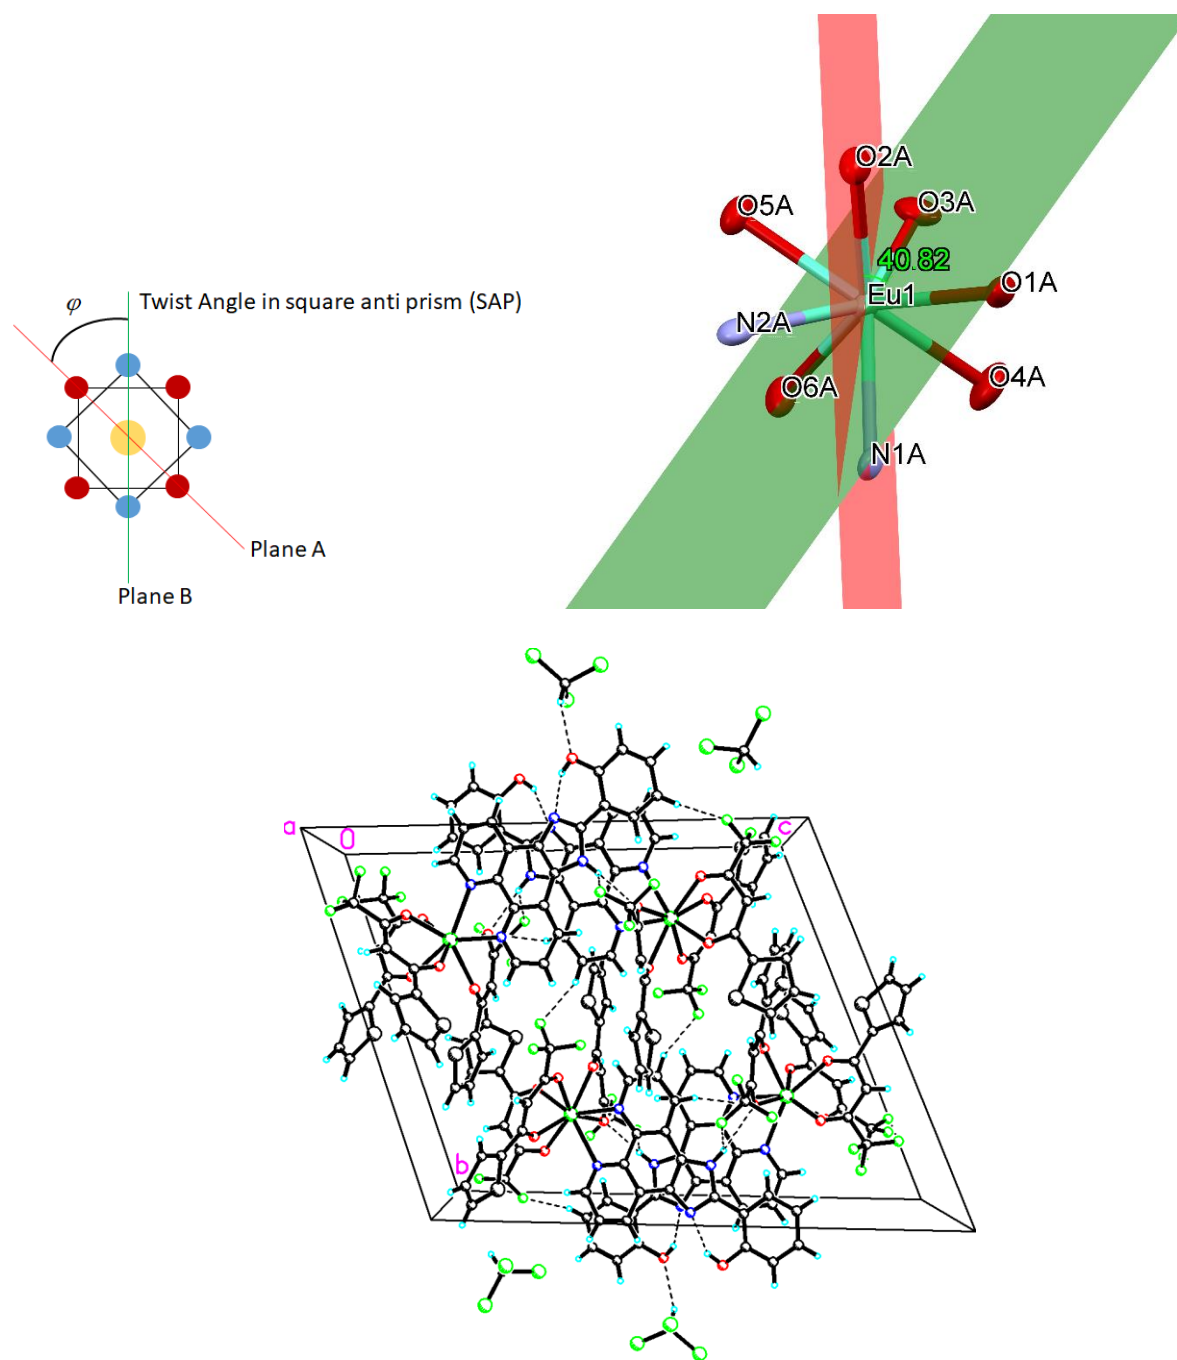 φ
Twist Angle in square anti prism (SAP)
Plane A
Plane B
O2A
O3A
O5A
40.82
O1A
Eu1
N2A
O4A
O6A
N1A
a
0
c
b